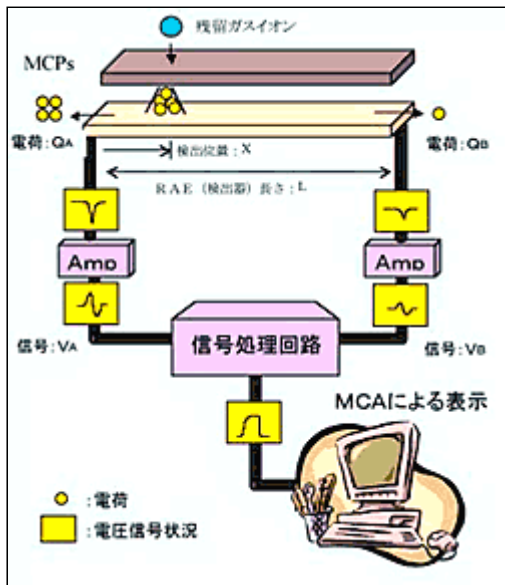 残留ガスイオン
MCPs
電荷:QA
電荷:QB
検出位置:X
RAE(検出器)長さ:L
Amp
Amp
信号:VA
信号処理回路
信号:VB
MCAによる表示
:電荷
:電圧信号状況